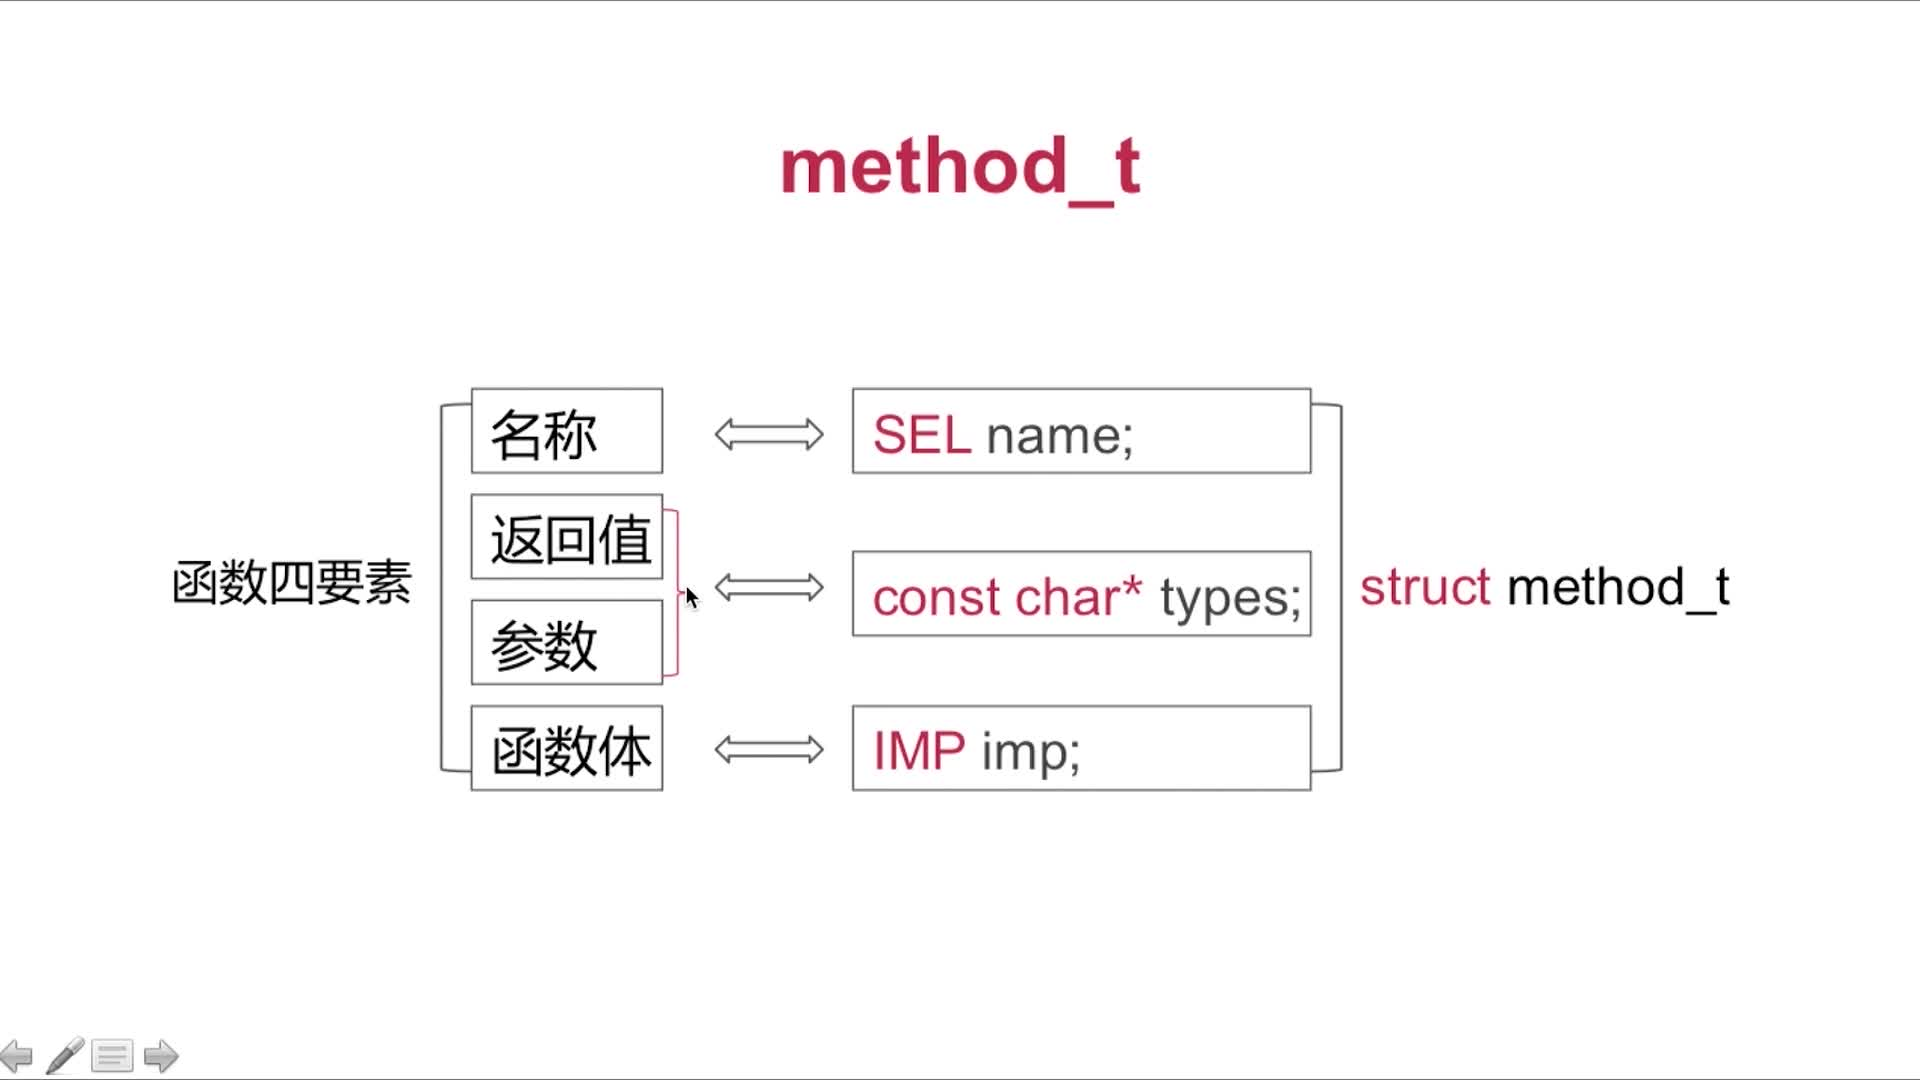 method_t
函数四要素
名称
返回值
参数
函数体
SEL name;
const char* types;
IMP imp;
struct method_t